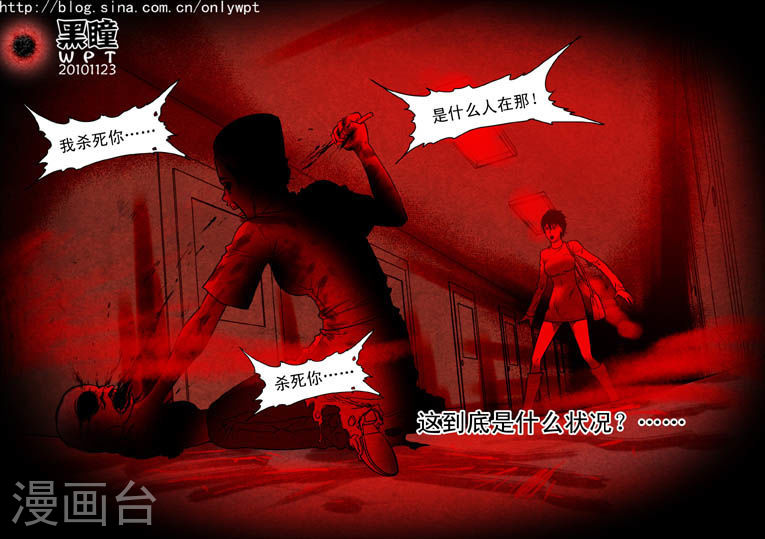 http://blog.sina.com.cn/onlywpt
黑瞳
WPT
20101123
我杀死你……
是什么人在那！
杀死你……
这到底是什么状况？……
漫画台